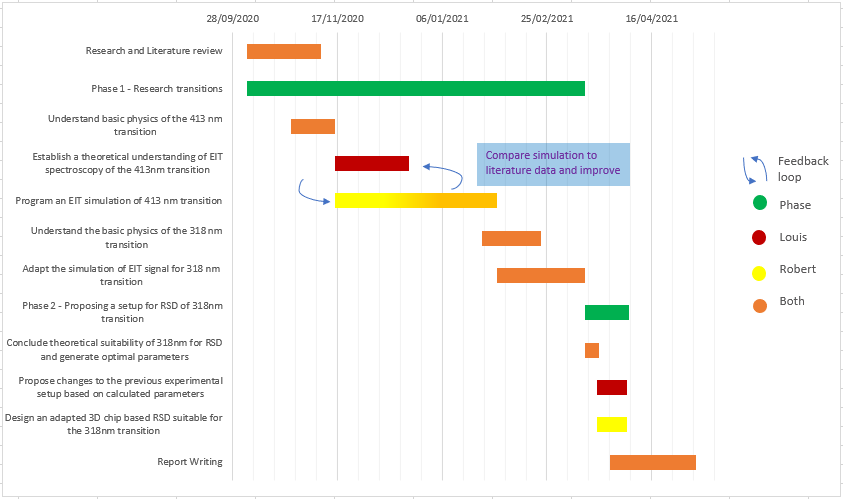 28/09/2020 17/11/2020 06/01/2021 25/02/2021 16/04/2021
Research and Literature review
Phase 1 - Research transitions
Understand basic physics of the 413 nm
transition
Establish a theoretical understanding of EIT
spectroscopy of the 413nm transition
Compare simulation to
literature data and improve
Program an EIT simulation of 413 nm transition
Understand the basic physics of the 318 nm
transition
Adapt the simulation of EIT signal for 318 nm
transition
Phase 2 - Proposing a setup for RSD of 318nm
transition
Conclude theoretical suitability of 318nm for RSD
and generate optimal parameters
Propose changes to the previous experimental
setup based on calculated parameters
Design an adapted 3D chip based RSD suitable for
the 318nm transition
Report Writing
Feedback
loop
Phase
Louis
Robert
Both